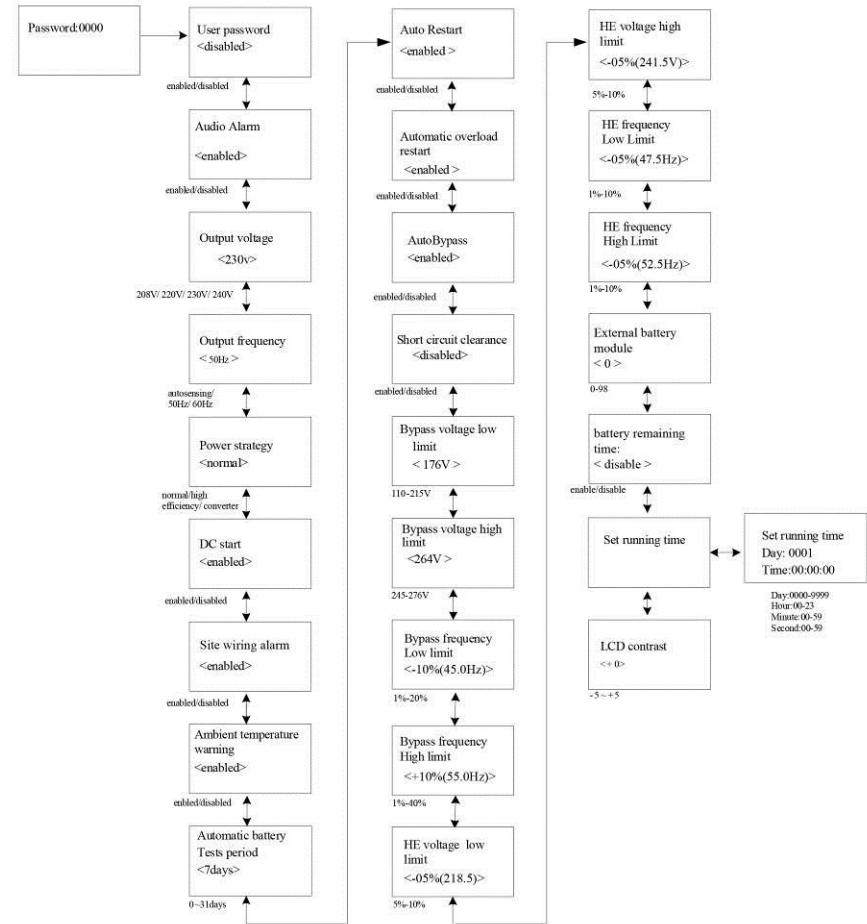 Password:0000
User password
<disabled>
enabled/disabled
Audio Alarm
<enabled>
enabled/disabled
Output voltage
<230v>
208V/ 220V/ 230V/ 240V
Output frequency
< 50Hz >
autosensing/
50Hz/ 60Hz
Power strategy
<normal>
normal/high
efficiency/ converter
DC start
<enabled>
enabled/disabled
Site wiring alarm
<enabled>
enabled/disabled
Ambient temperature
warning
<enabled>
enbled/disabled
Automatic battery
Tests period
<7days>
0~31days
Auto Restart
<enabled >
enabled/disabled
Automatic overload
restart
<enabled >
enabled/disabled
AutoBypass
<enabled>
enabled/disabled
Short circuit clearance
<disabled>
enabled/disabled
Bypass voltage low
limit
< 176V >
110-215V
Bypass voltage high
limit
<264V >
245-276V
Bypass frequency
Low limit
<-10%(45.0Hz)>
1%-20%
Bypass frequency
High limit
<+10%(55.0Hz)>
1%-40%
HE voltage low
limit
<-05%(218.5)>
5%-10%
HE voltage high
limit
<-05%(241.5V)>
5%-10%
HE frequency
Low Limit
<-05%(47.5Hz)>
1%-10%
HE frequency
High Limit
<-05%(52.5Hz)>
1%-10%
External battery
module
< 0 >
0-98
battery remaining
time:
< disable >
enable/disable
Set running time
Set running time
Day: 0001
Time:00:00:00
Day:0000-9999
Hour:00-23
Minute:00-59
Second:00-59
LCD contrast
<+ 0>
-5 ~ +5